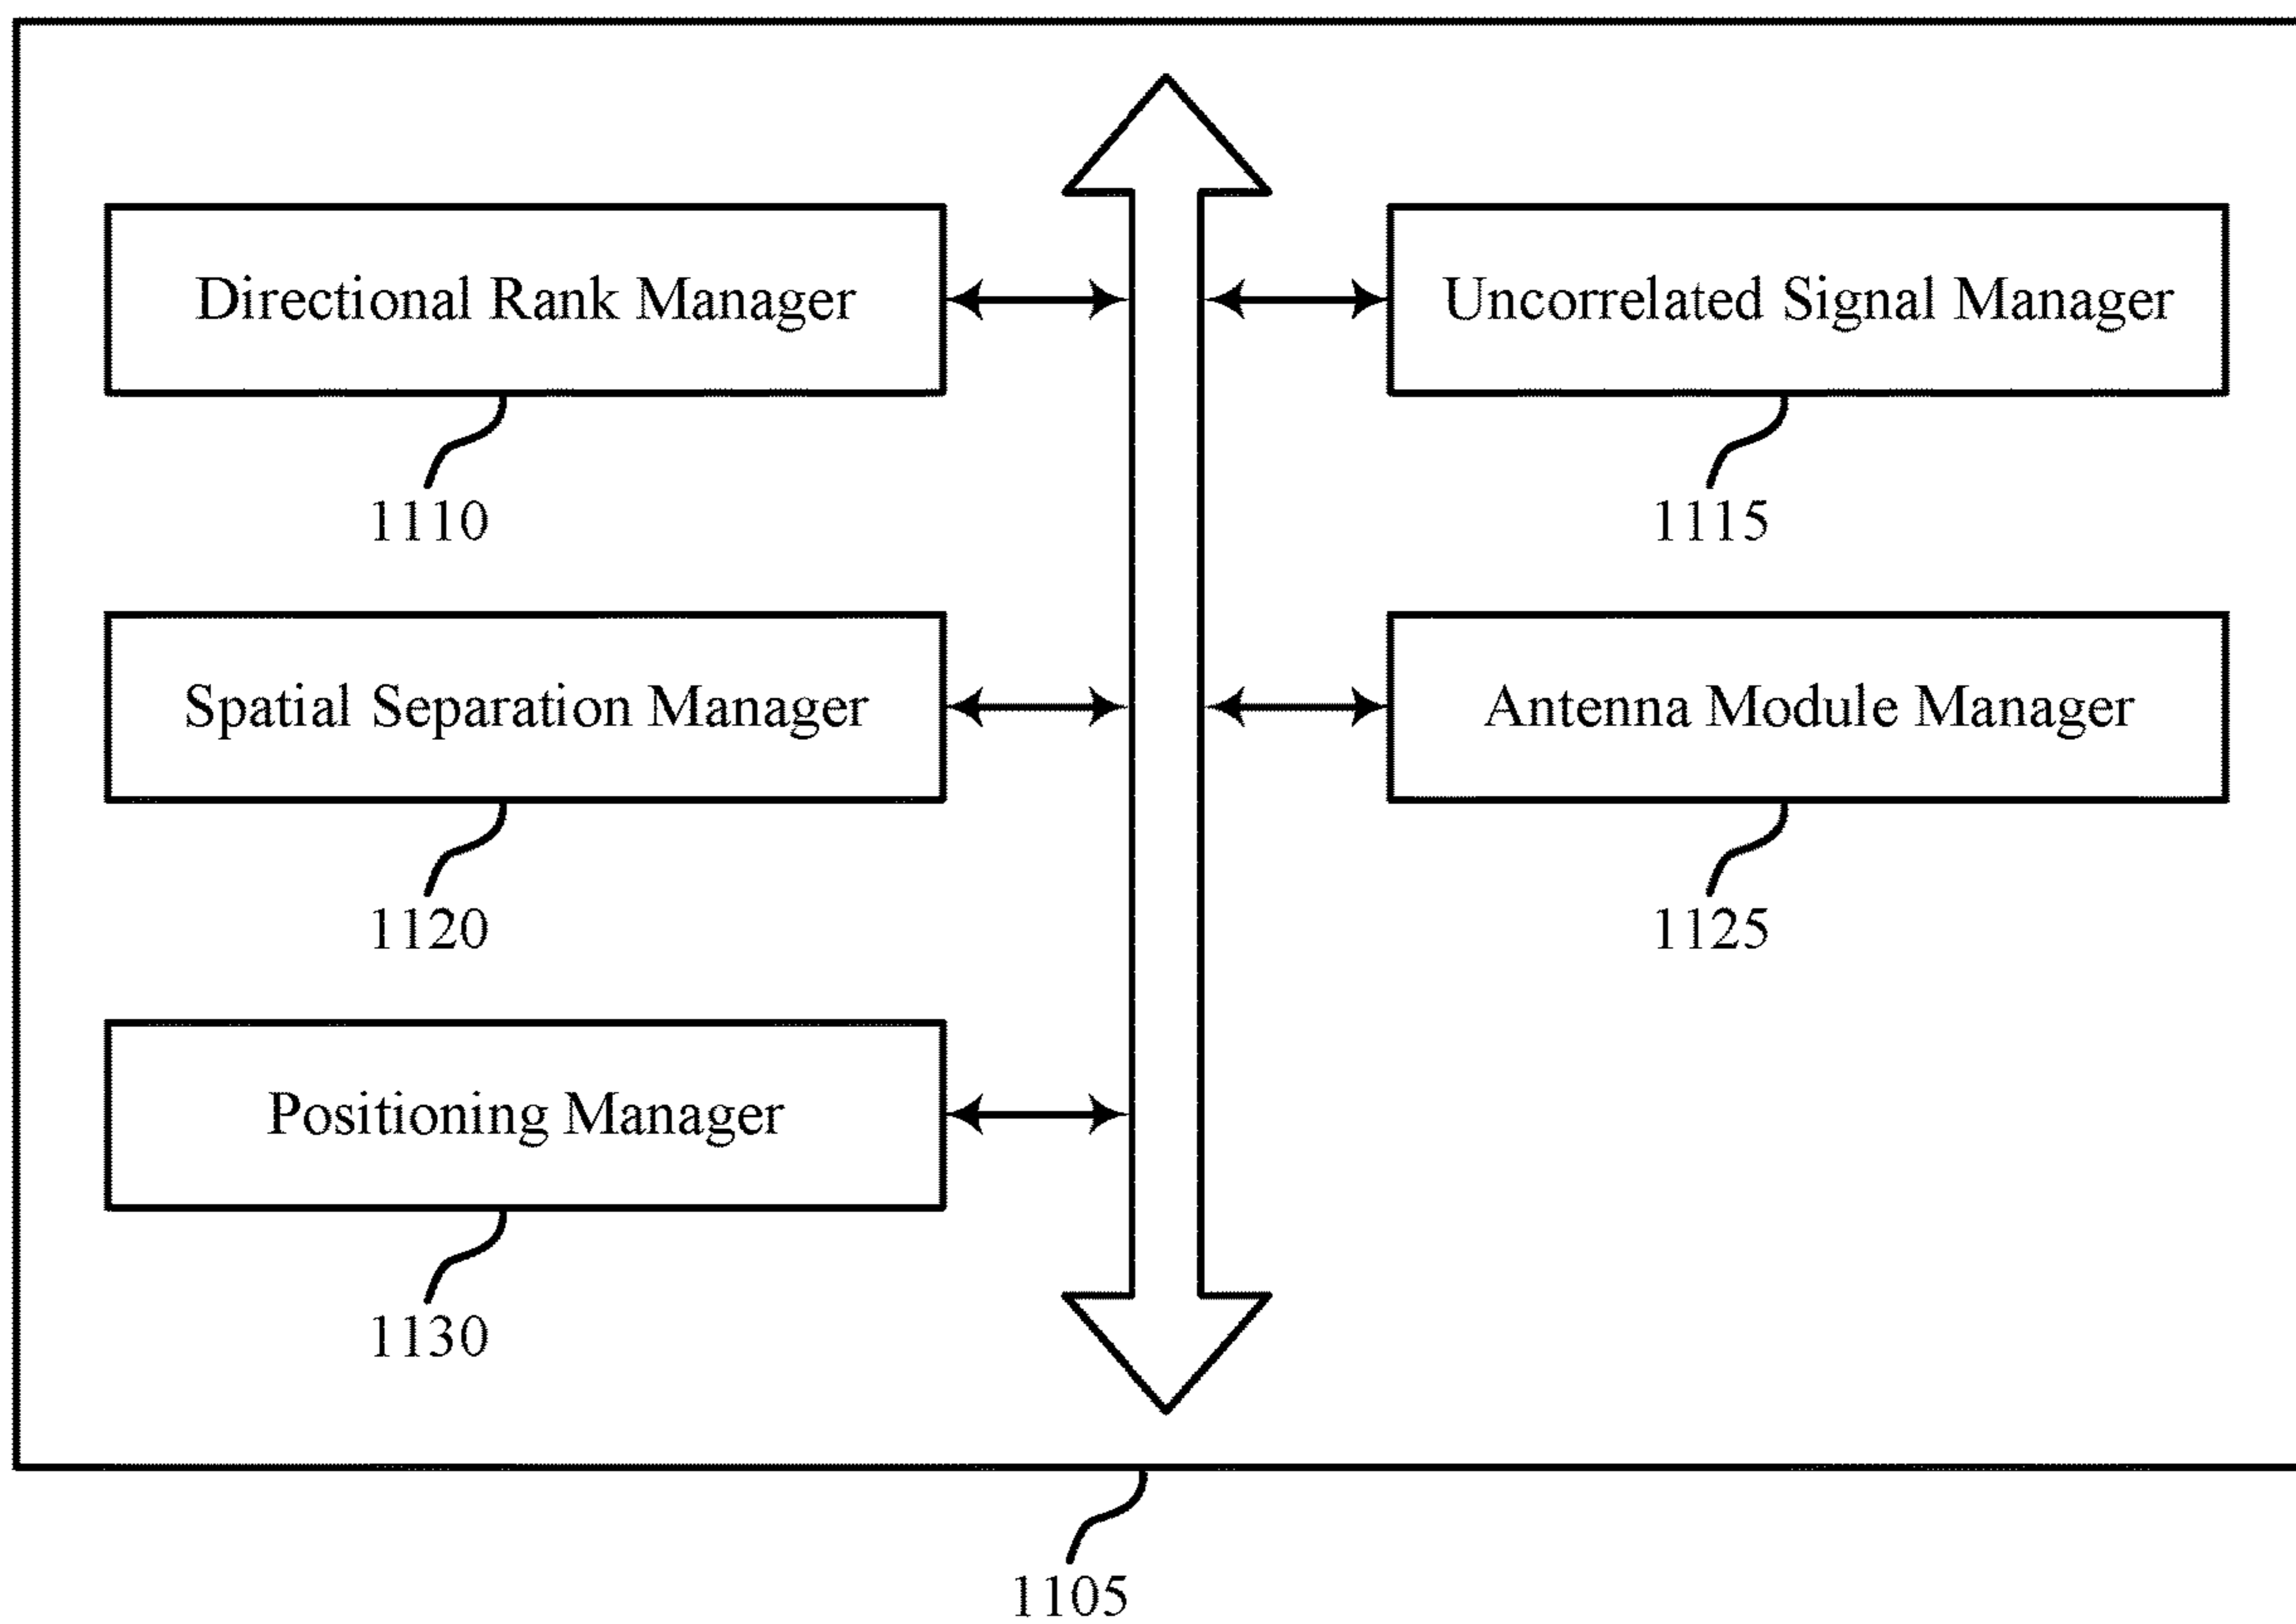 Directional Rank Manager
Uncorrelated Signal Manager
1110
1115
Spatial Separation Manager
Antenna Module Manager
1120
1125
Positioning Manager
1130
1105